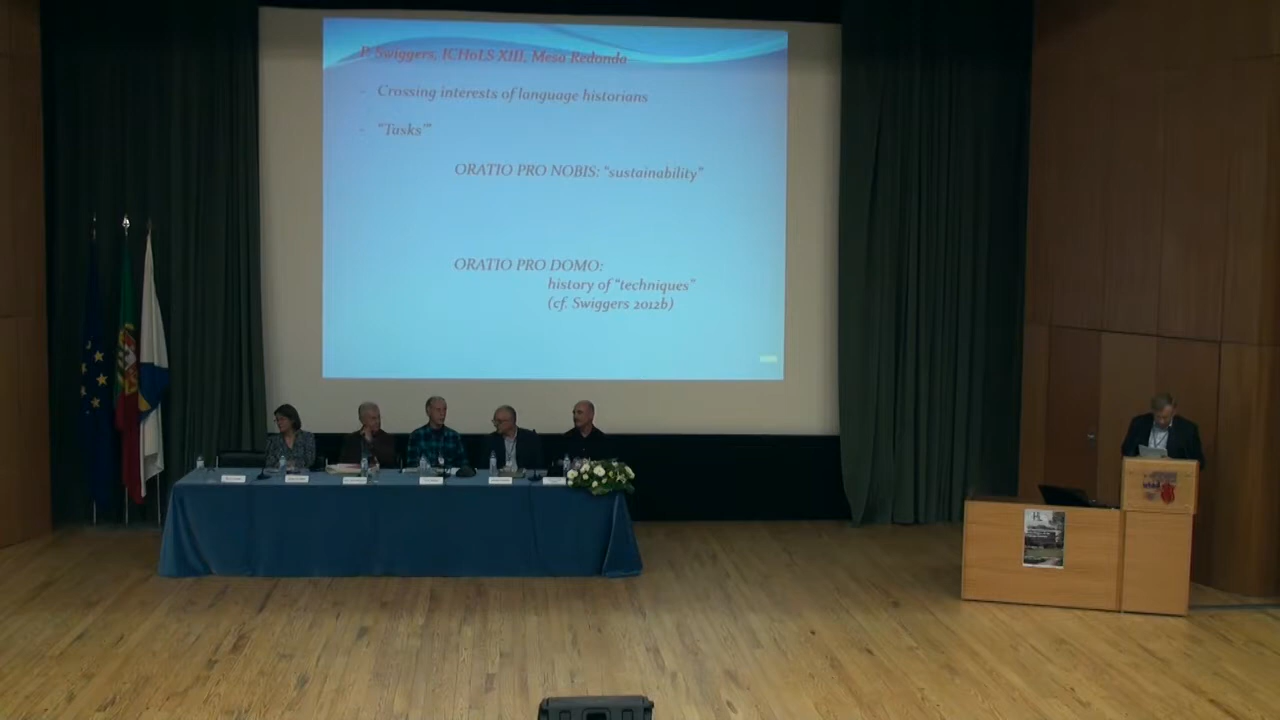 P. Swiggers, ICHoLS XIII, Mesa Redonda
- Crossing interests of language historians
- "Tasks'"
ORATIO PRO NOBIS: "sustainability"
ORATIO PRO DOMO:
history of "techniques"
(cf. Swiggers 2012b)
utad